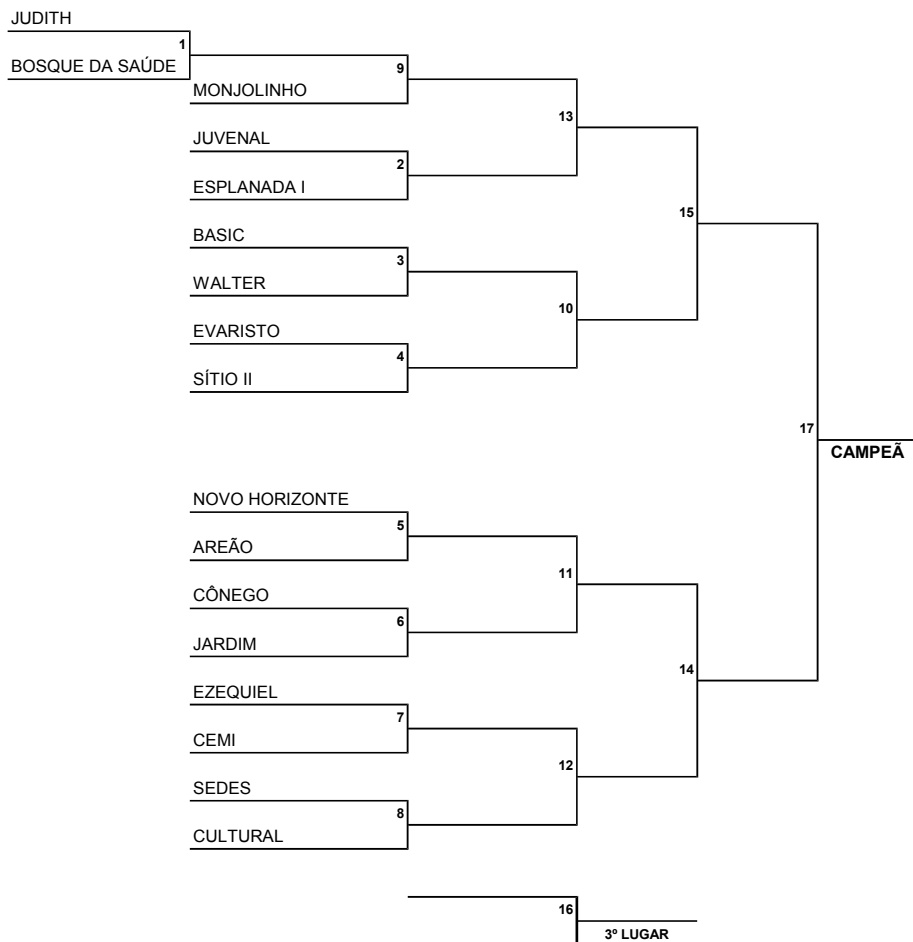 JUDITH
1
BOSQUE DA SAÚDE
9
MONJOLINHO
13
JUVENAL
2
ESPLANADA I
15
BASIC
3
WALTER
10
EVARISTO
4
SÍTIO II
17
CAMPEÃ
NOVO HORIZONTE
5
AREÃO
11
CÔNEGO
6
JARDIM
14
EZEQUIEL
7
CEMI
12
SEDES
8
CULTURAL
16
3º LUGAR